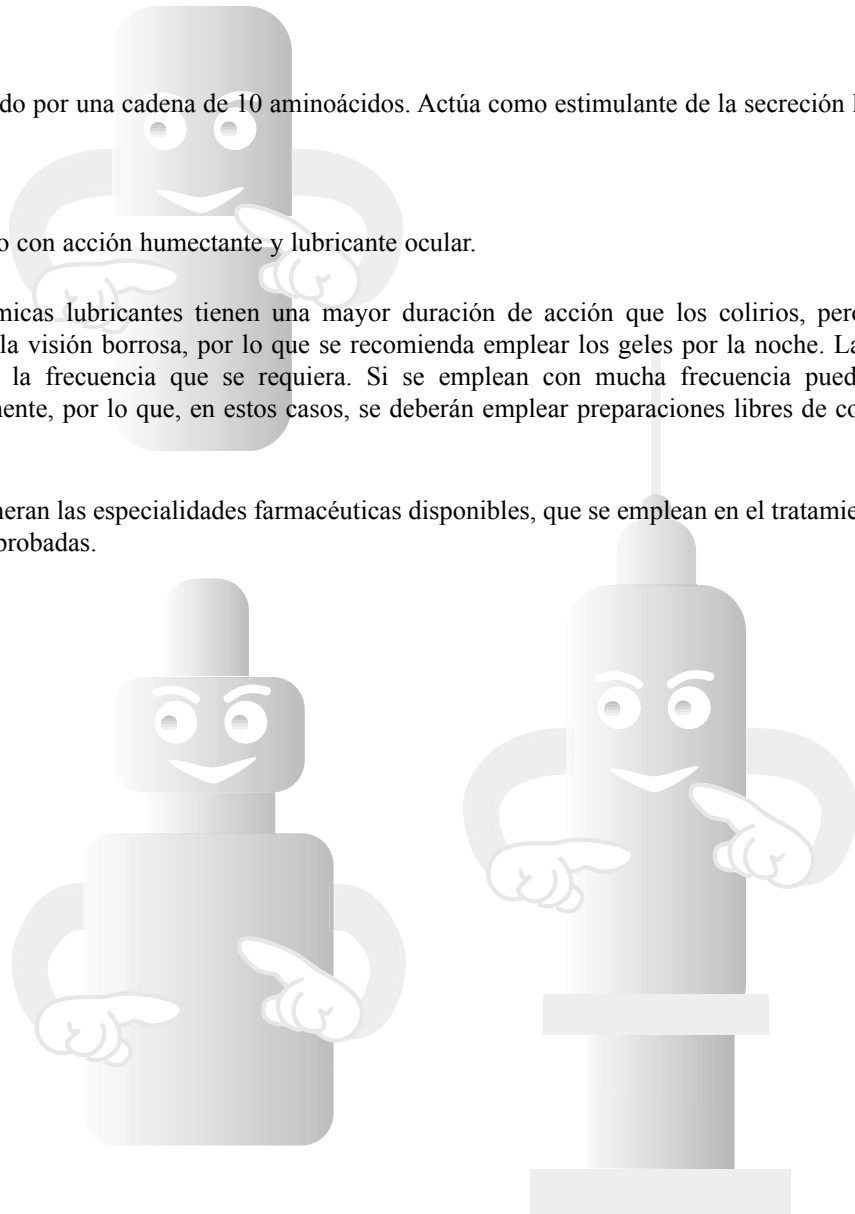 do por una cadena de 10 aminoácidos. Actúa como estimulante de la secreción
o con acción humectante y lubricante ocular.
micas lubricantes tienen una mayor duración de acción que los colirios, pero
la visión borrosa, por lo que se recomienda emplear los geles por la noche. La
la frecuencia que se requiera. Si se emplean con mucha frecuencia pued
ente, por lo que, en estos casos, se deberán emplear preparaciones libres de co
eran las especialidades farmacéuticas disponibles, que se emplean en el tratamie
probadas.